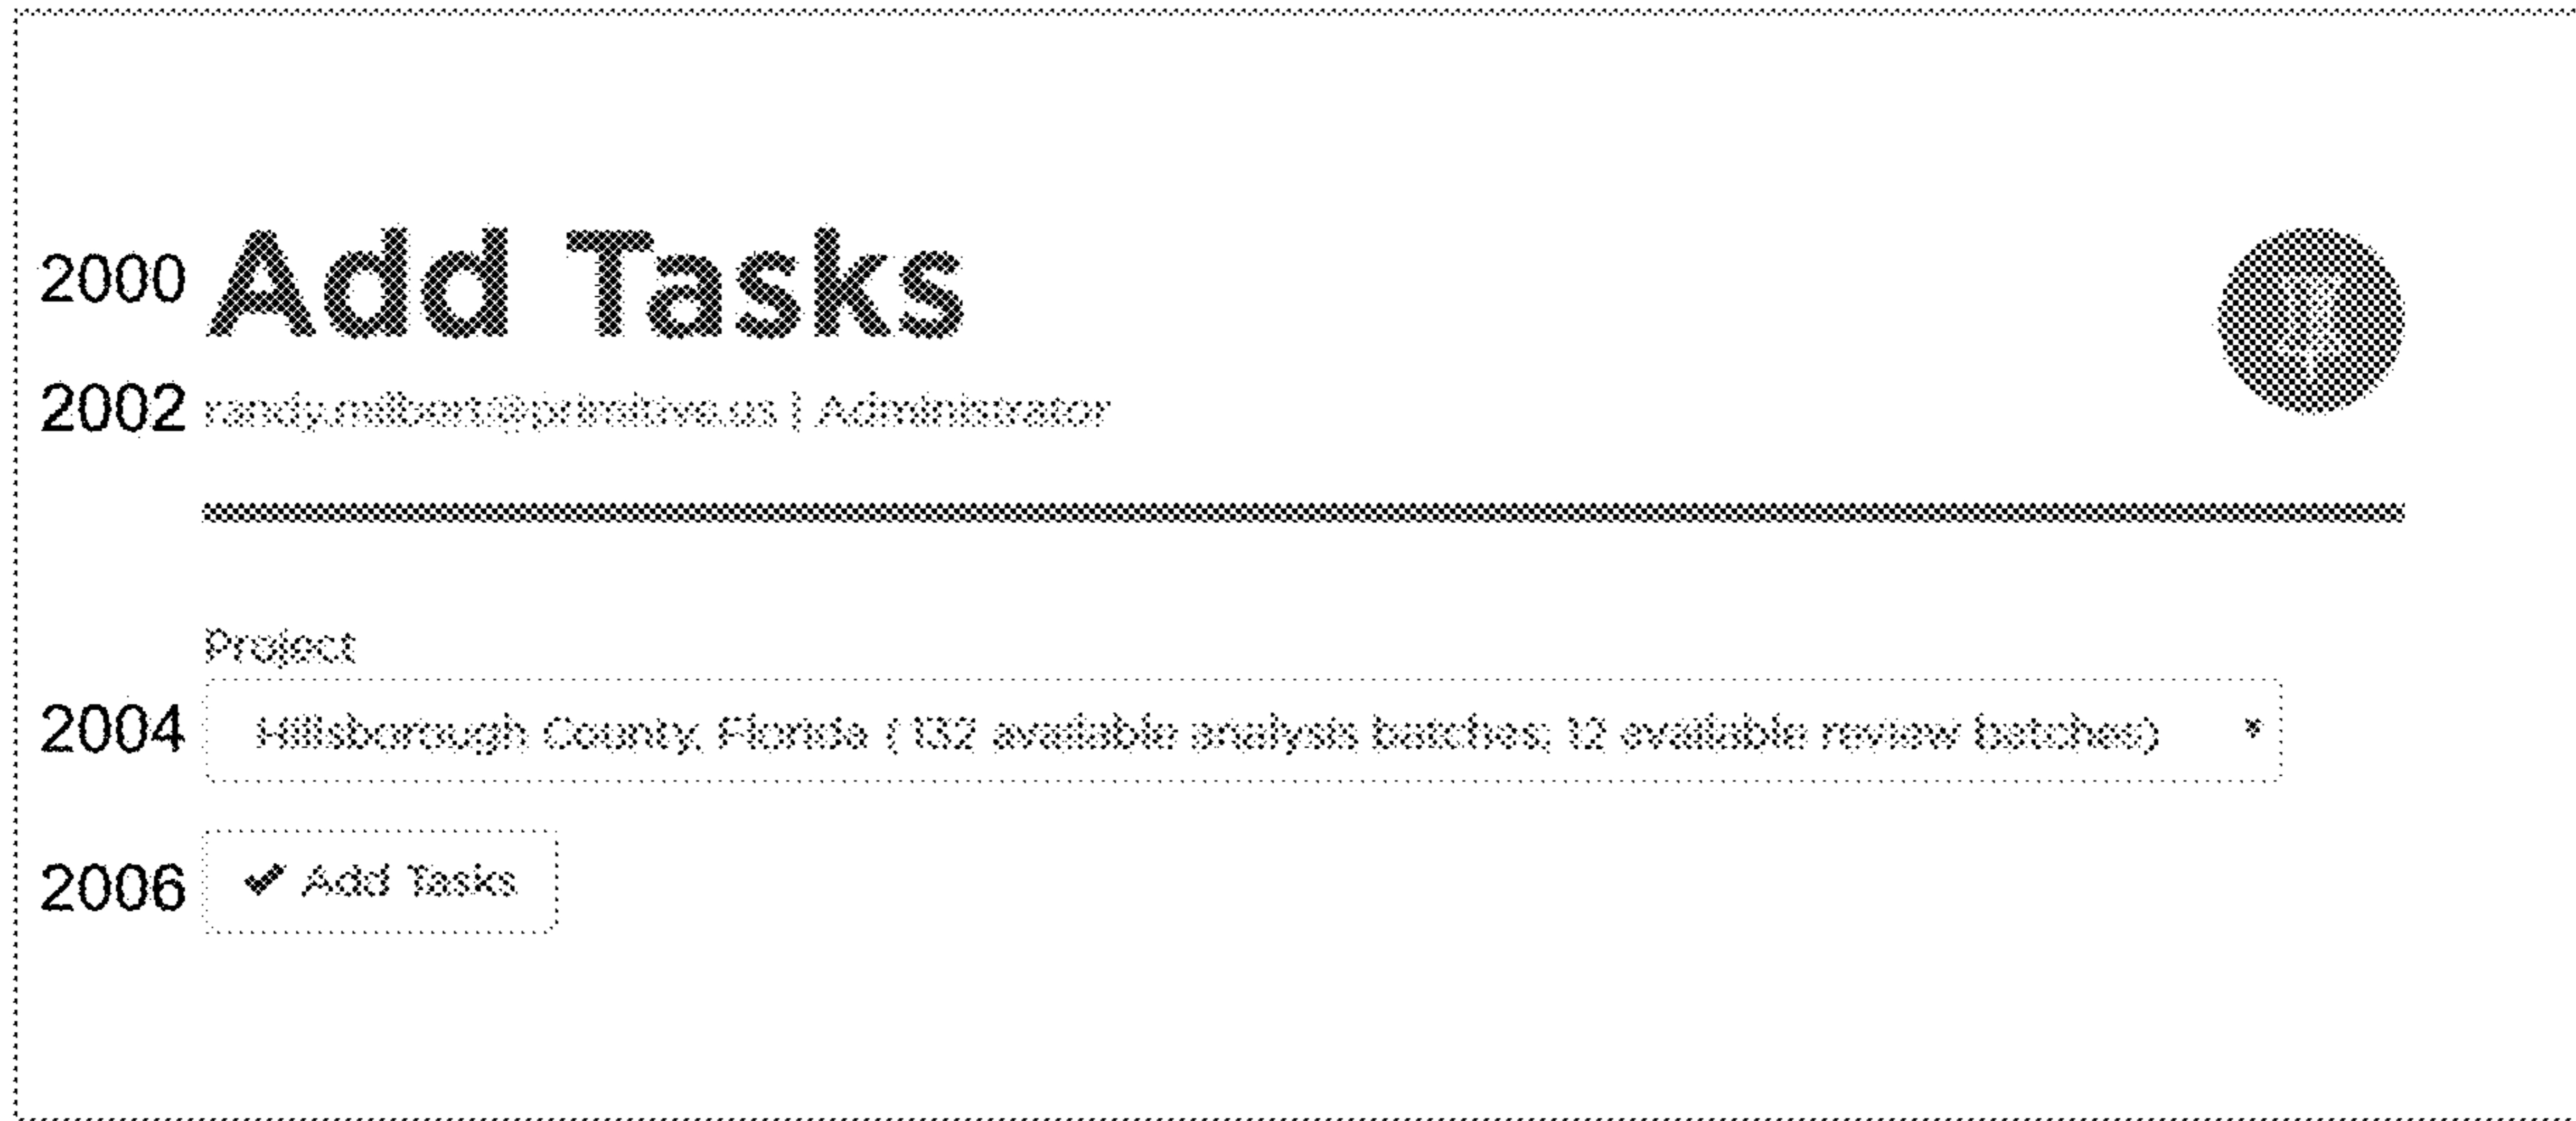 2000 Add Tasks
2002 randy.milbert@primitive.us | Administrator
Project
2004 Hillsborough County, Florida (132 available analysis batches; 12 available review batches)
2006 ✔ Add Tasks